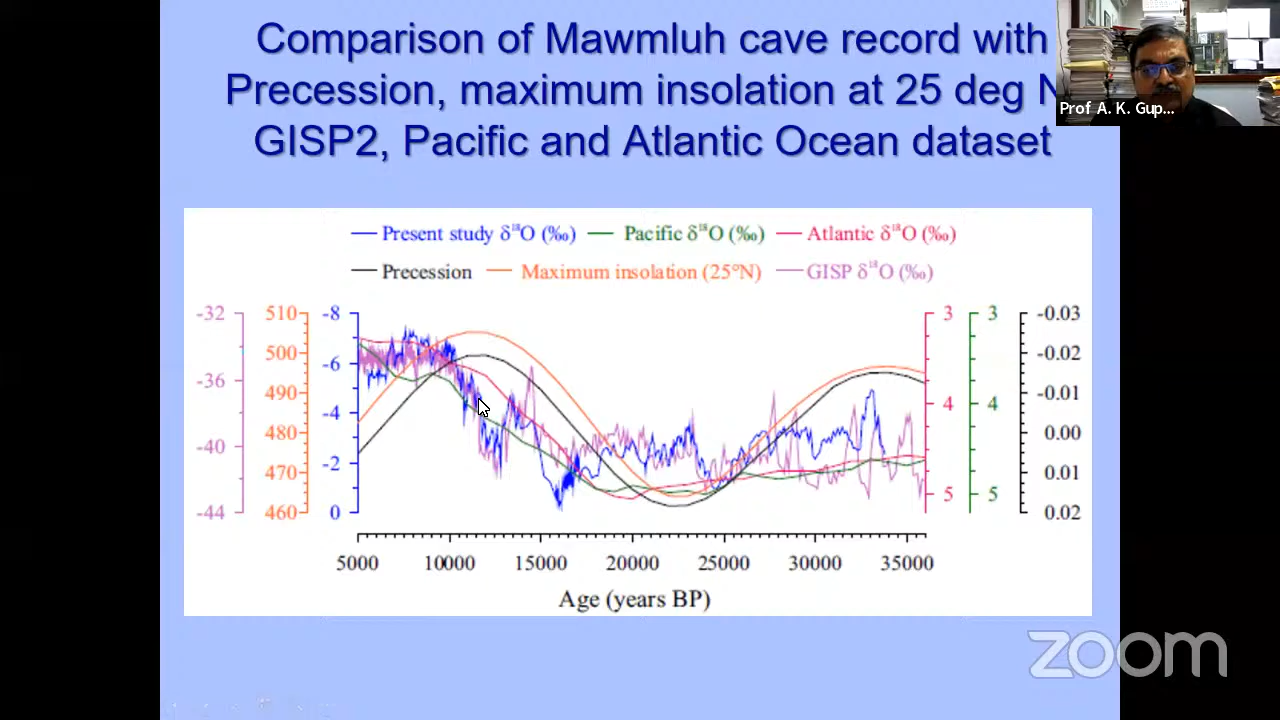 Comparison of Mawmluh cave record with
Precession, maximum insolation at 25 deg N
GISP2, Pacific and Atlantic Ocean dataset
Prof A. K. Gup...
Present study δ¹⁸O (‰) Pacific δ¹⁸O (‰) Atlantic δ¹⁸O (‰)
Precession Maximum insolation (25°N) GISP δ¹⁸O (‰)
-32 510 -8 3 3 -0.03
500 -0.02
-36 -6
490 -0.01
-4 4 4
480 0.00
-40
470 -2 0.01
5 5
-44 460 0 0.02
5000 10000 15000 20000 25000 30000 35000
Age (years BP)
zoom